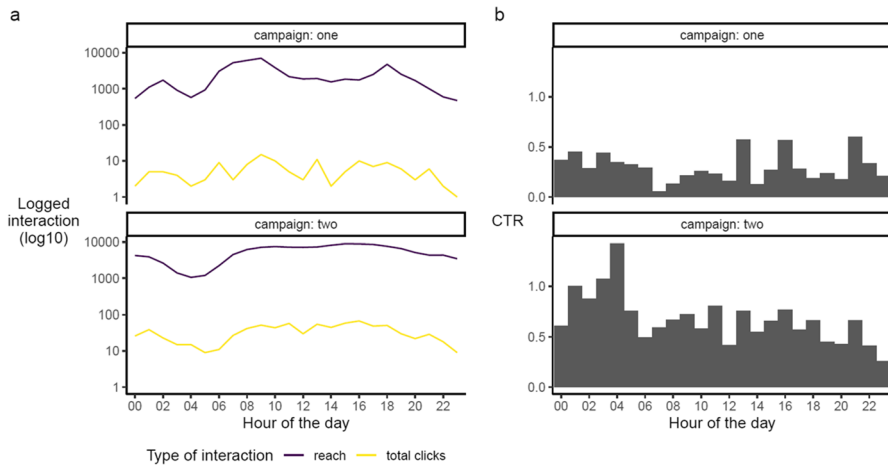 a
campaign: one
10000
1000
100
10
1
Logged
interaction
(log10)
campaign: two
10000
1000
100
10
1
00 02 04 06 08 10 12 14 16 18 20 22
Hour of the day
Type of interaction reach total clicks
b
campaign: one
1.0
0.5
0.0
CTR
campaign: two
1.0
0.5
0.0
00 02 04 06 08 10 12 14 16 18 20 22
Hour of the day